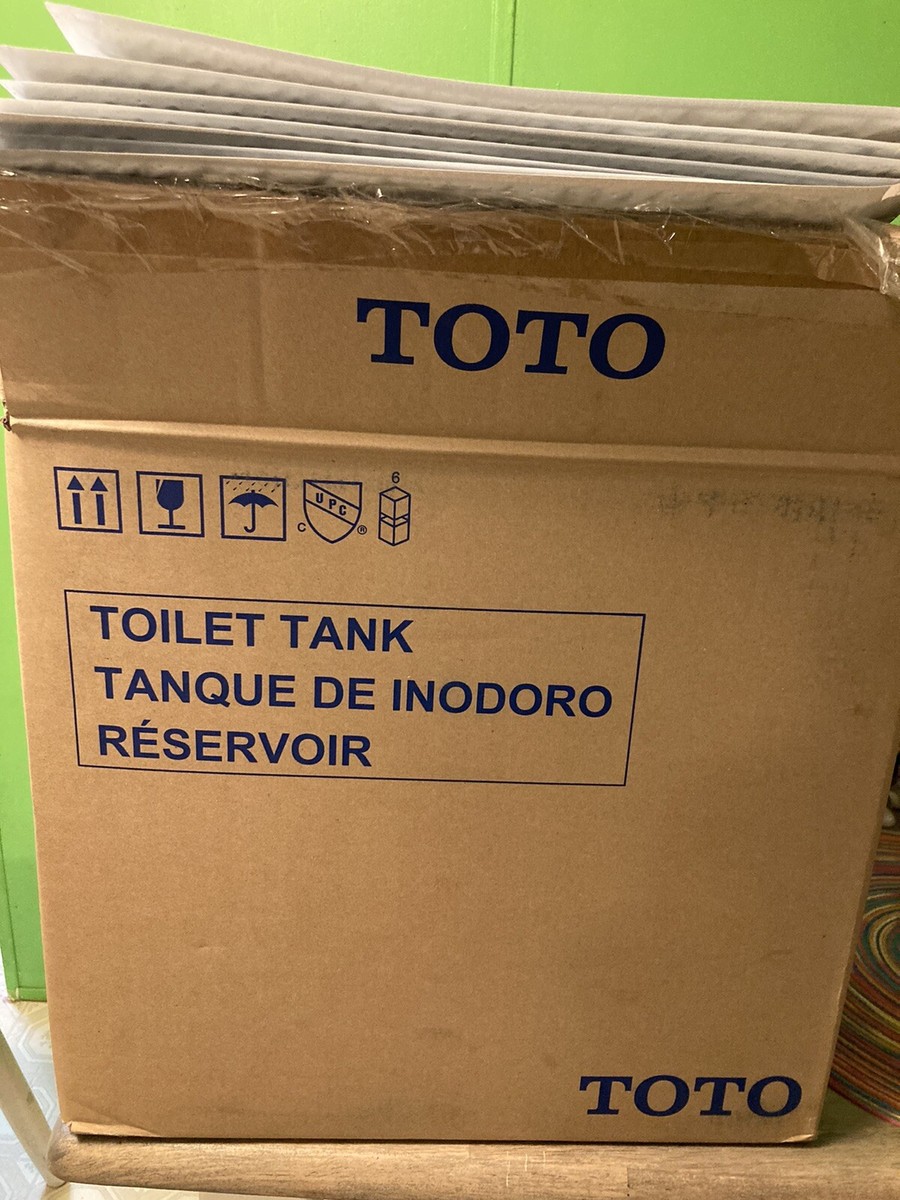 TOTO
6
UPC
C ®
TOILET TANK
TANQUE DE INODORO
RÉSERVOIR
TOTO